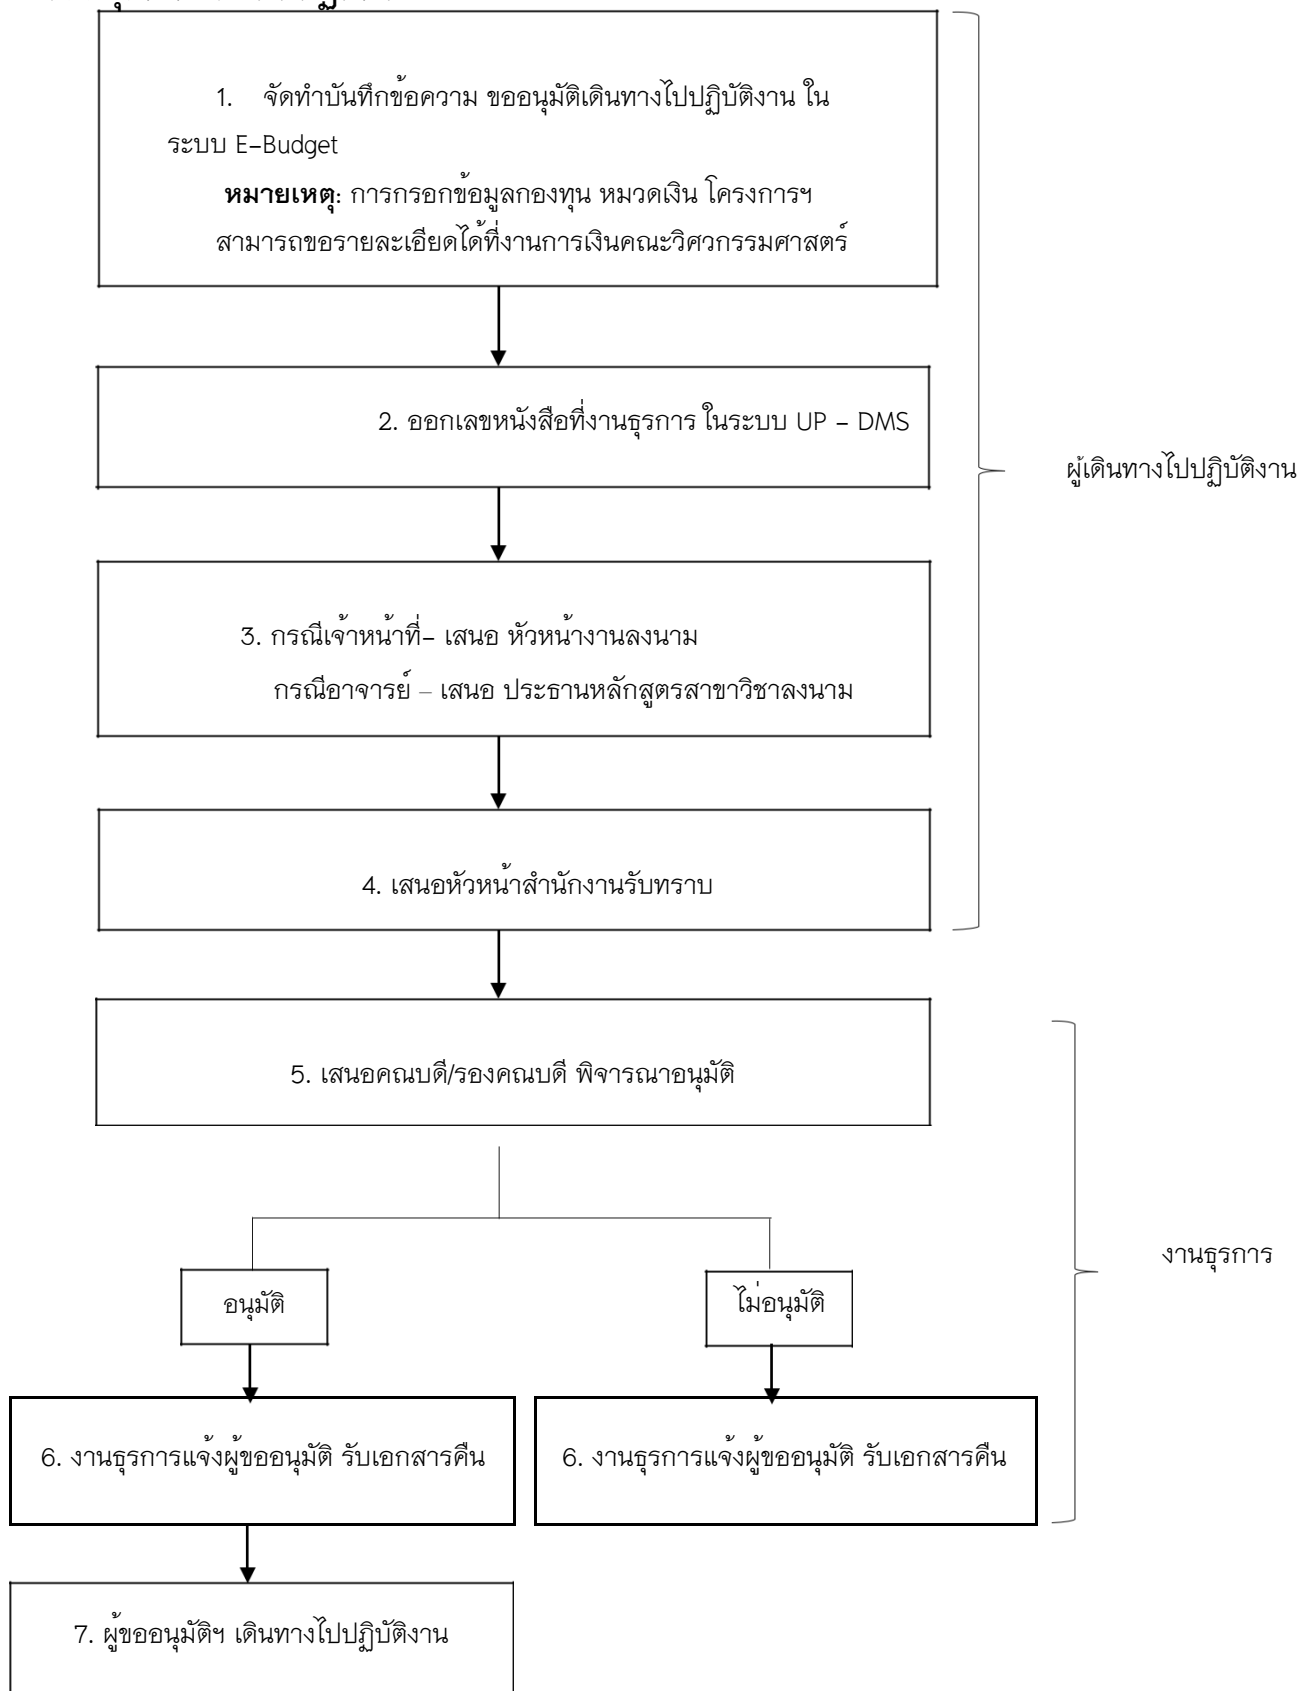 1. จัดทำบันทึกข้อความ ขออนุมัติเดินทางไปปฏิบัติงาน ใน
ระบบ E-Budget
หมายเหตุ: การกรอกข้อมูลกองทุน หมวดเงิน โครงการฯ
สามารถขอรายละเอียดได้ที่งานการเงินคณะวิศวกรรมศาสตร์
2. ออกเลขหนังสือที่งานธุรการ ในระบบ UP – DMS
ผู้เดินทางไปปฏิบัติงาน
3. กรณีเจ้าหน้าที่– เสนอ หัวหน้างานลงนาม
กรณีอาจารย์ – เสนอ ประธานหลักสูตรสาขาวิชาลงนาม
4. เสนอหัวหน้าสำนักงานรับทราบ
5. เสนอคณบดี/รองคณบดี พิจารณาอนุมัติ
งานธุรการ
อนุมัติ
ไม่อนุมัติ
6. งานธุรการแจ้งผู้ขออนุมัติ รับเอกสารคืน
6. งานธุรการแจ้งผู้ขออนุมัติ รับเอกสารคืน
7. ผู้ขออนุมัติฯ เดินทางไปปฏิบัติงาน